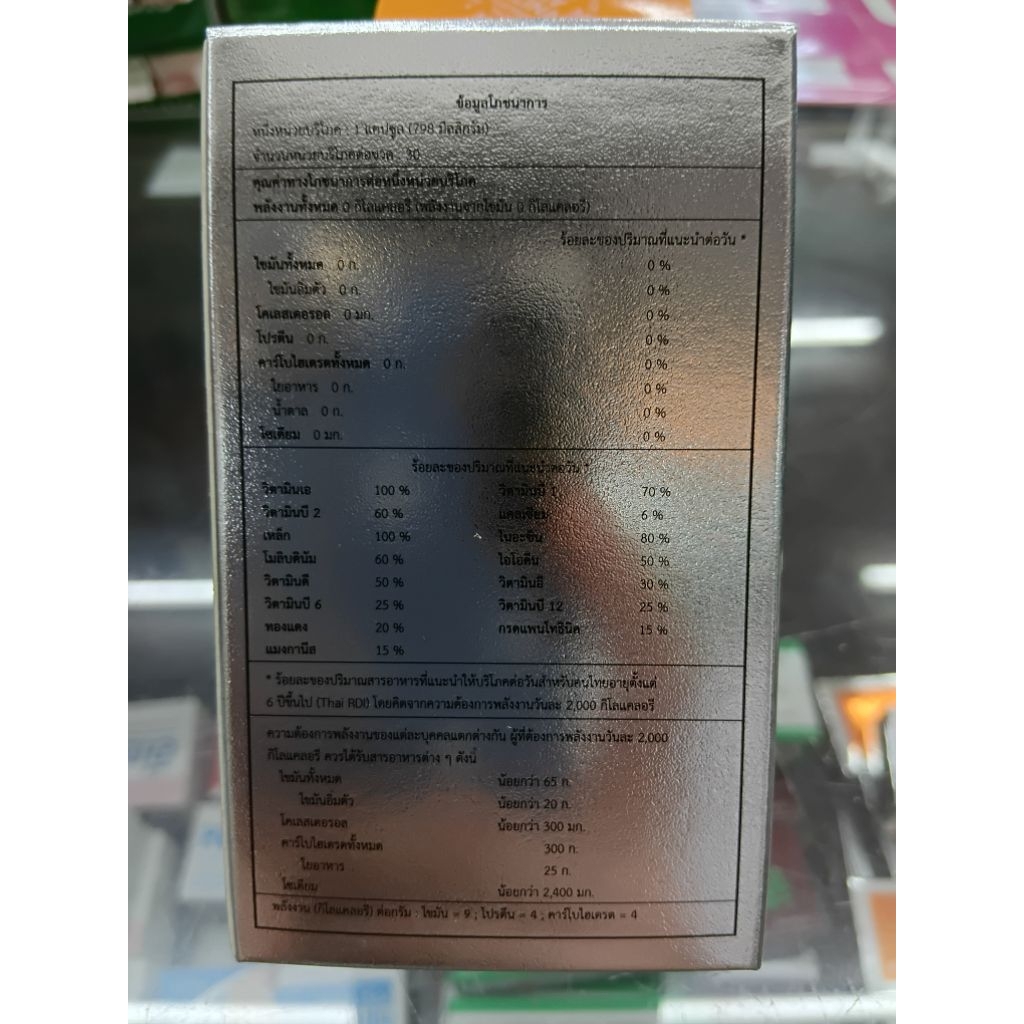 ข้อมูลโภชนาการ
หนึ่งหน่วยบริโภค : 1 แคปซูล (798 มิลลิกรัม)
จำนวนหน่วยบริโภคต่อขวด : 30
คุณค่าทางโภชนาการต่อหนึ่งหน่วยบริโภค
พลังงานทั้งหมด 0 กิโลแคลอรี (พลังงานจากไขมัน 0 กิโลแคลอรี)
ร้อยละของปริมาณที่แนะนำต่อวัน *
ไขมันทั้งหมด 0 ก. 0 %
ไขมันอิ่มตัว 0 ก. 0 %
โคเลสเตอรอล 0 มก. 0 %
โปรตีน 0 ก. 0 %
คาร์โบไฮเดรตทั้งหมด 0 ก. 0 %
ใยอาหาร 0 ก. 0 %
น้ำตาล 0 ก. 0 %
โซเดียม 0 มก. 0 %
ร้อยละของปริมาณที่แนะนำต่อวัน *
วิตามินเอ 100 % วิตามินบี 1 70 %
วิตามินบี 2 60 % แคลเซียม 6 %
เหล็ก 100 % ไนอะซิน 80 %
โมลิบดินัม 60 % ไอโอดีน 50 %
วิตามินดี 50 % วิตามินอี 30 %
วิตามินบี 6 25 % วิตามินบี 12 25 %
ทองแดง 20 % กรดแพนโทธินิค 15 %
แมงกานีส 15 %
* ร้อยละของปริมาณสารอาหารที่แนะนำให้บริโภคต่อวันสำหรับคนไทยอายุตั้งแต่
6 ปีขึ้นไป (Thai RDI) โดยคิดจากความต้องการพลังงานวันละ 2,000 กิโลแคลอรี
ความต้องการพลังงานของแต่ละบุคคลแตกต่างกัน ผู้ที่ต้องการพลังงานวันละ 2,000
กิโลแคลอรี ควรได้รับสารอาหารต่าง ๆ ดังนี้
ไขมันทั้งหมด น้อยกว่า 65 ก.
ไขมันอิ่มตัว น้อยกว่า 20 ก.
โคเลสเตอรอล น้อยกว่า 300 มก.
คาร์โบไฮเดรตทั้งหมด 300 ก.
ใยอาหาร 25 ก.
โซเดียม น้อยกว่า 2,400 มก.
พลังงาน (กิโลแคลอรี) ต่อกรัม : ไขมัน = 9 ; โปรตีน = 4 ; คาร์โบไฮเดรต = 4